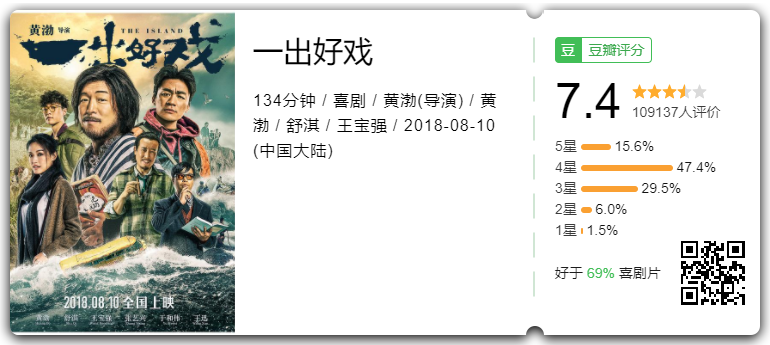 黄渤 导演
THE ISLAND
一出好戏
2018.08.10 全国上映
黄渤 舒淇 王宝强 张艺兴 于和伟 王迅
一出好戏
134分钟 / 喜剧 / 黄渤(导演) / 黄
渤 / 舒淇 / 王宝强 / 2018-08-10
(中国大陆)
豆 豆瓣评分
7.4
109137人评价
5星 15.6%
4星 47.4%
3星 29.5%
2星 6.0%
1星 1.5%
好于 69% 喜剧片